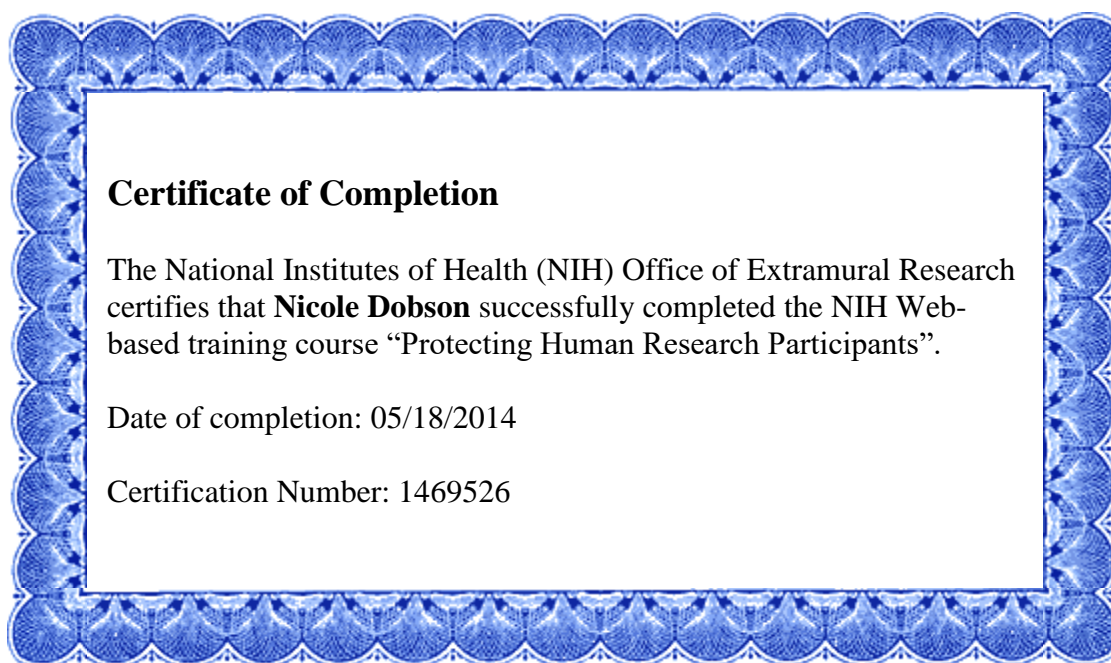 Certificate of Completion
The National Institutes of Health (NIH) Office of Extramural Research
certifies that Nicole Dobson successfully completed the NIH Web-
based training course “Protecting Human Research Participants”.
Date of completion: 05/18/2014
Certification Number: 1469526